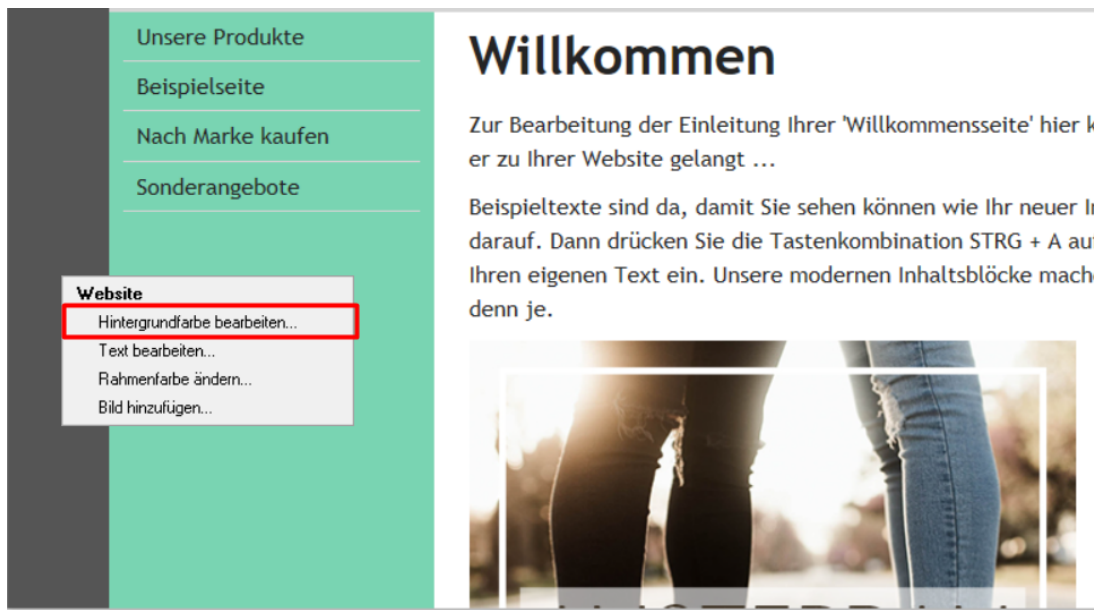 Unsere Produkte
Beispielseite
Nach Marke kaufen
Sonderangebote
Website
Hintergrundfarbe bearbeiten...
Text bearbeiten...
Rahmenfarbe ändern...
Bild hinzufügen...
Willkommen
Zur Bearbeitung der Einleitung Ihrer 'Willkommensseite' hier k
er zu Ihrer Website gelangt ...
Beispieltexte sind da, damit Sie sehen können wie Ihr neuer I
darauf. Dann drücken Sie die Tastenkombination STRG + A au
Ihren eigenen Text ein. Unsere modernen Inhaltsblöcke mach
denn je.